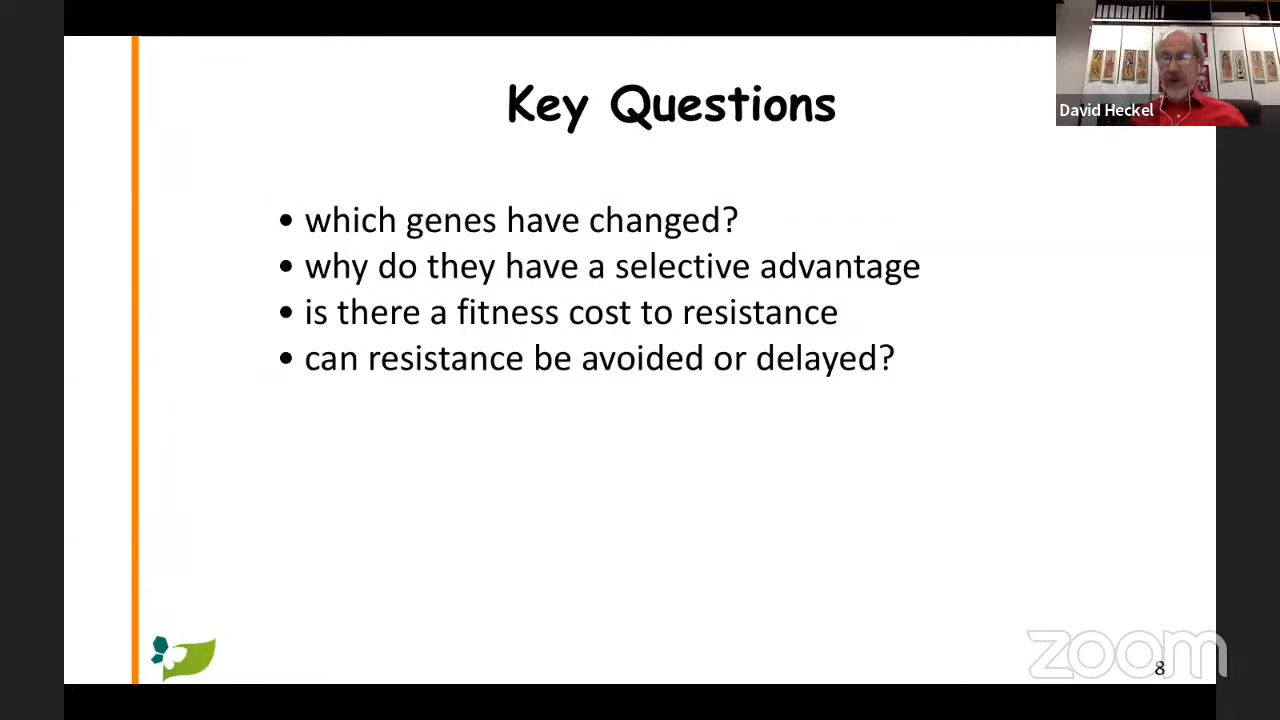 Key Questions
David Heckel
• which genes have changed?
• why do they have a selective advantage
• is there a fitness cost to resistance
• can resistance be avoided or delayed?
zoom
8